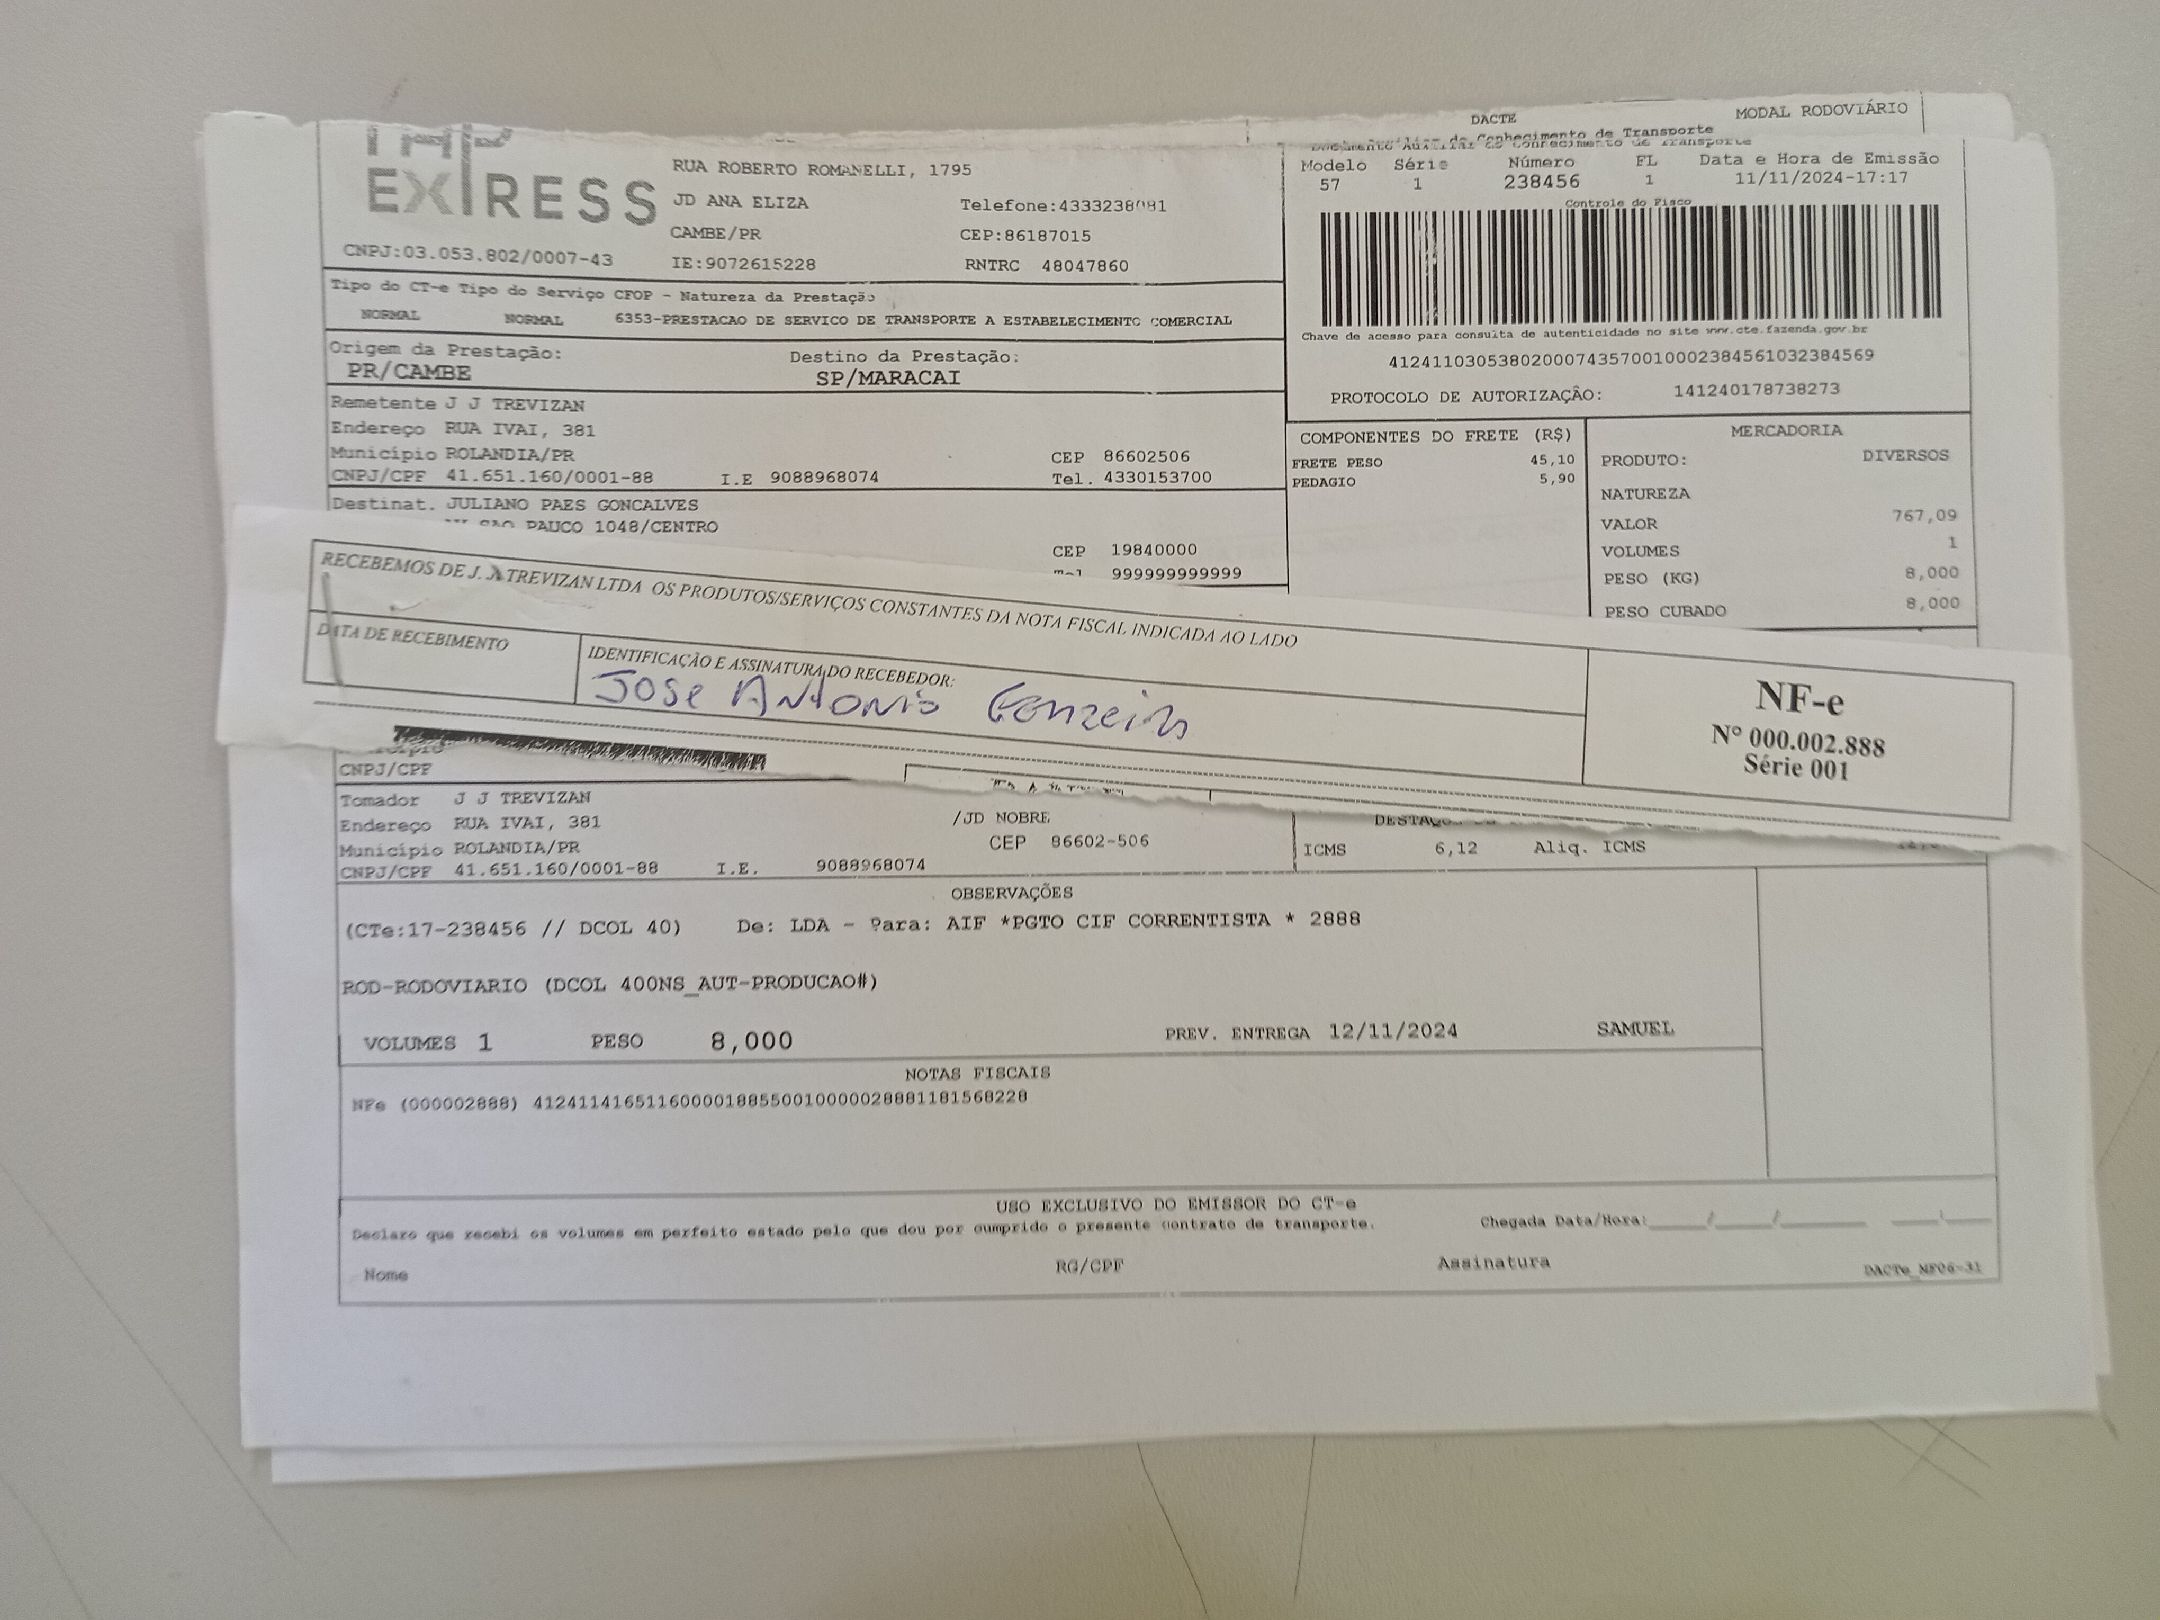 EXPRESS
CNPJ:03.053.802/0007-43
RUA ROBERTO ROMANELLI, 1795
JD ANA ELIZA
CAMBE/PR
IE:9072615228
Telefone:4333238081
CEP:86187015
RNTRC 48047860
DACTE
MODAL RODOVIÁRIO
Documento Auxiliar do Conhecimento de Transporte
Modelo Série Número FL Data e Hora de Emissão
57 1 238456 1 11/11/2024-17:17
Controle do Fisco
Chave de acesso para consulta de autenticidade no site www.cte.fazenda.gov.br
41241103053802000743570010002384561032384569
PROTOCOLO DE AUTORIZAÇÃO: 141240178738273
Tipo do CT-e Tipo do Serviço CFOP - Natureza da Prestação
NORMAL NORMAL 6353-PRESTACAO DE SERVICO DE TRANSPORTE A ESTABELECIMENTO COMERCIAL
Origem da Prestação: Destino da Prestação:
PR/CAMBE SP/MARACAI
Remetente J J TREVIZAN
Endereço RUA IVAI, 381
Município ROLANDIA/PR CEP 86602506
CNPJ/CPF 41.651.160/0001-88 I.E 9088968074 Tel. 4330153700
Destinat. JULIANO PAES GONCALVES
SAO PAUCO 1048/CENTRO
CEP 19840000
999999999999
COMPONENTES DO FRETE (R$)
FRETE PESO 45,10
PEDAGIO 5,90
MERCADORIA
PRODUTO: DIVERSOS
NATUREZA
VALOR 767,09
VOLUMES 1
PESO (KG) 8,000
PESO CUBADO 8,000
RECEBEMOS DE J. J. TREVIZAN LTDA OS PRODUTOS/SERVIÇOS CONSTANTES DA NOTA FISCAL INDICADA AO LADO
DATA DE RECEBIMENTO
IDENTIFICAÇÃO E ASSINATURA DO RECEBEDOR:
JOSE ANTONIO
NF-e
Nº 000.002.888
Série 001
CNPJ/CPF
Tomador J J TREVIZAN
Endereço RUA IVAI, 381 /JD NOBRE
Município ROLANDIA/PR CEP 86602-506
CNPJ/CPF 41.651.160/0001-88 I.E. 9088968074
ICMS 6,12 Aliq. ICMS
OBSERVAÇÕES
(CTe:17-238456 // DCOL 40) De: LDA - Para: AIF *PGTO CIF CORRENTISTA * 2888
ROD-RODOVIARIO (DCOL 400NS_AUT-PRODUCAO#)
VOLUMES 1 PESO 8,000 PREV. ENTREGA 12/11/2024 SAMUEL
NOTAS FISCAIS
NFe (000002888) 41241141651160000188550010000028881181568228
USO EXCLUSIVO DO EMISSOR DO CT-e
Declaro que recebi os volumes em perfeito estado pelo que dou por cumprido o presente contrato de transporte.
Chegada Data/Hora:____/____/____
Nome RG/CPF Assinatura DACTe_NF06-31